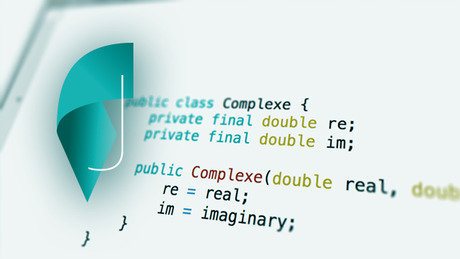 public class Complexe {
private final double re;
private final double im;
public Complexe(double real, doub
re = real;
im = imaginary;
}
}